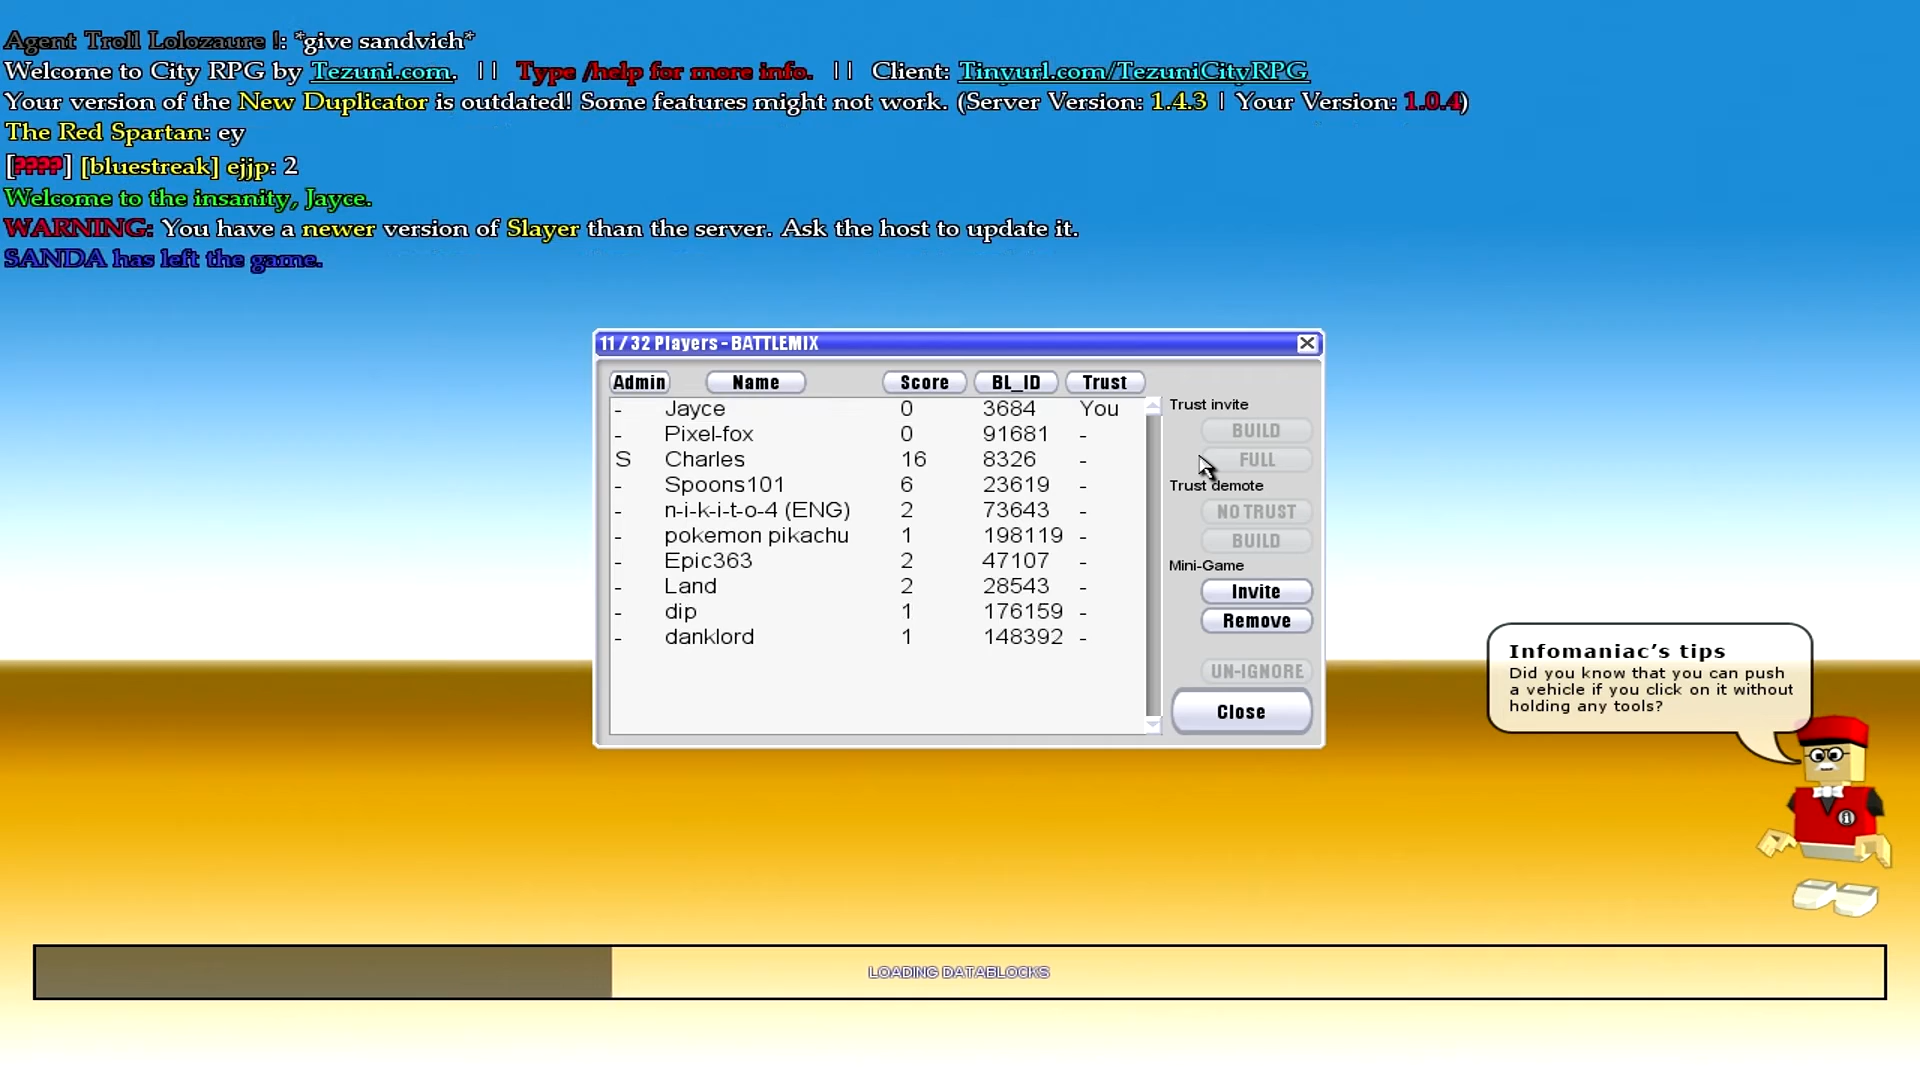 Agent Troll Lolozaure !: *give sandvich*
Welcome to City RPG by Tezuni.com. || Type /help for more info. || Client: Tinyurl.com/TezuniCityRPG
Your version of the New Duplicator is outdated! Some features might not work. (Server Version: 1.4.3 | Your Version: 1.0.4)
The Red Spartan: ey
[????] [bluestreak] ejjp: 2
Welcome to the insanity, Jayce.
WARNING: You have a newer version of Slayer than the server. Ask the host to update it.
SANDA has left the game.
11 / 32 Players - BATTLEMIX
Admin Name Score BL_ID Trust
- Jayce 0 3684 You
- Pixel-fox 0 91681 -
S Charles 16 8326 -
- Spoons101 6 23619 -
- n-i-k-i-t-o-4 (ENG) 2 73643 -
- pokemon pikachu 1 198119 -
- Epic363 2 47107 -
- Land 2 28543 -
- dip 1 176159 -
- danklord 1 148392 -
Trust invite
BUILD
FULL
Trust demote
NO TRUST
BUILD
Mini-Game
Invite
Remove
UN-IGNORE
Close
Infomaniac's tips
Did you know that you can push
a vehicle if you click on it without
holding any tools?
LOADING DATABLOCKS